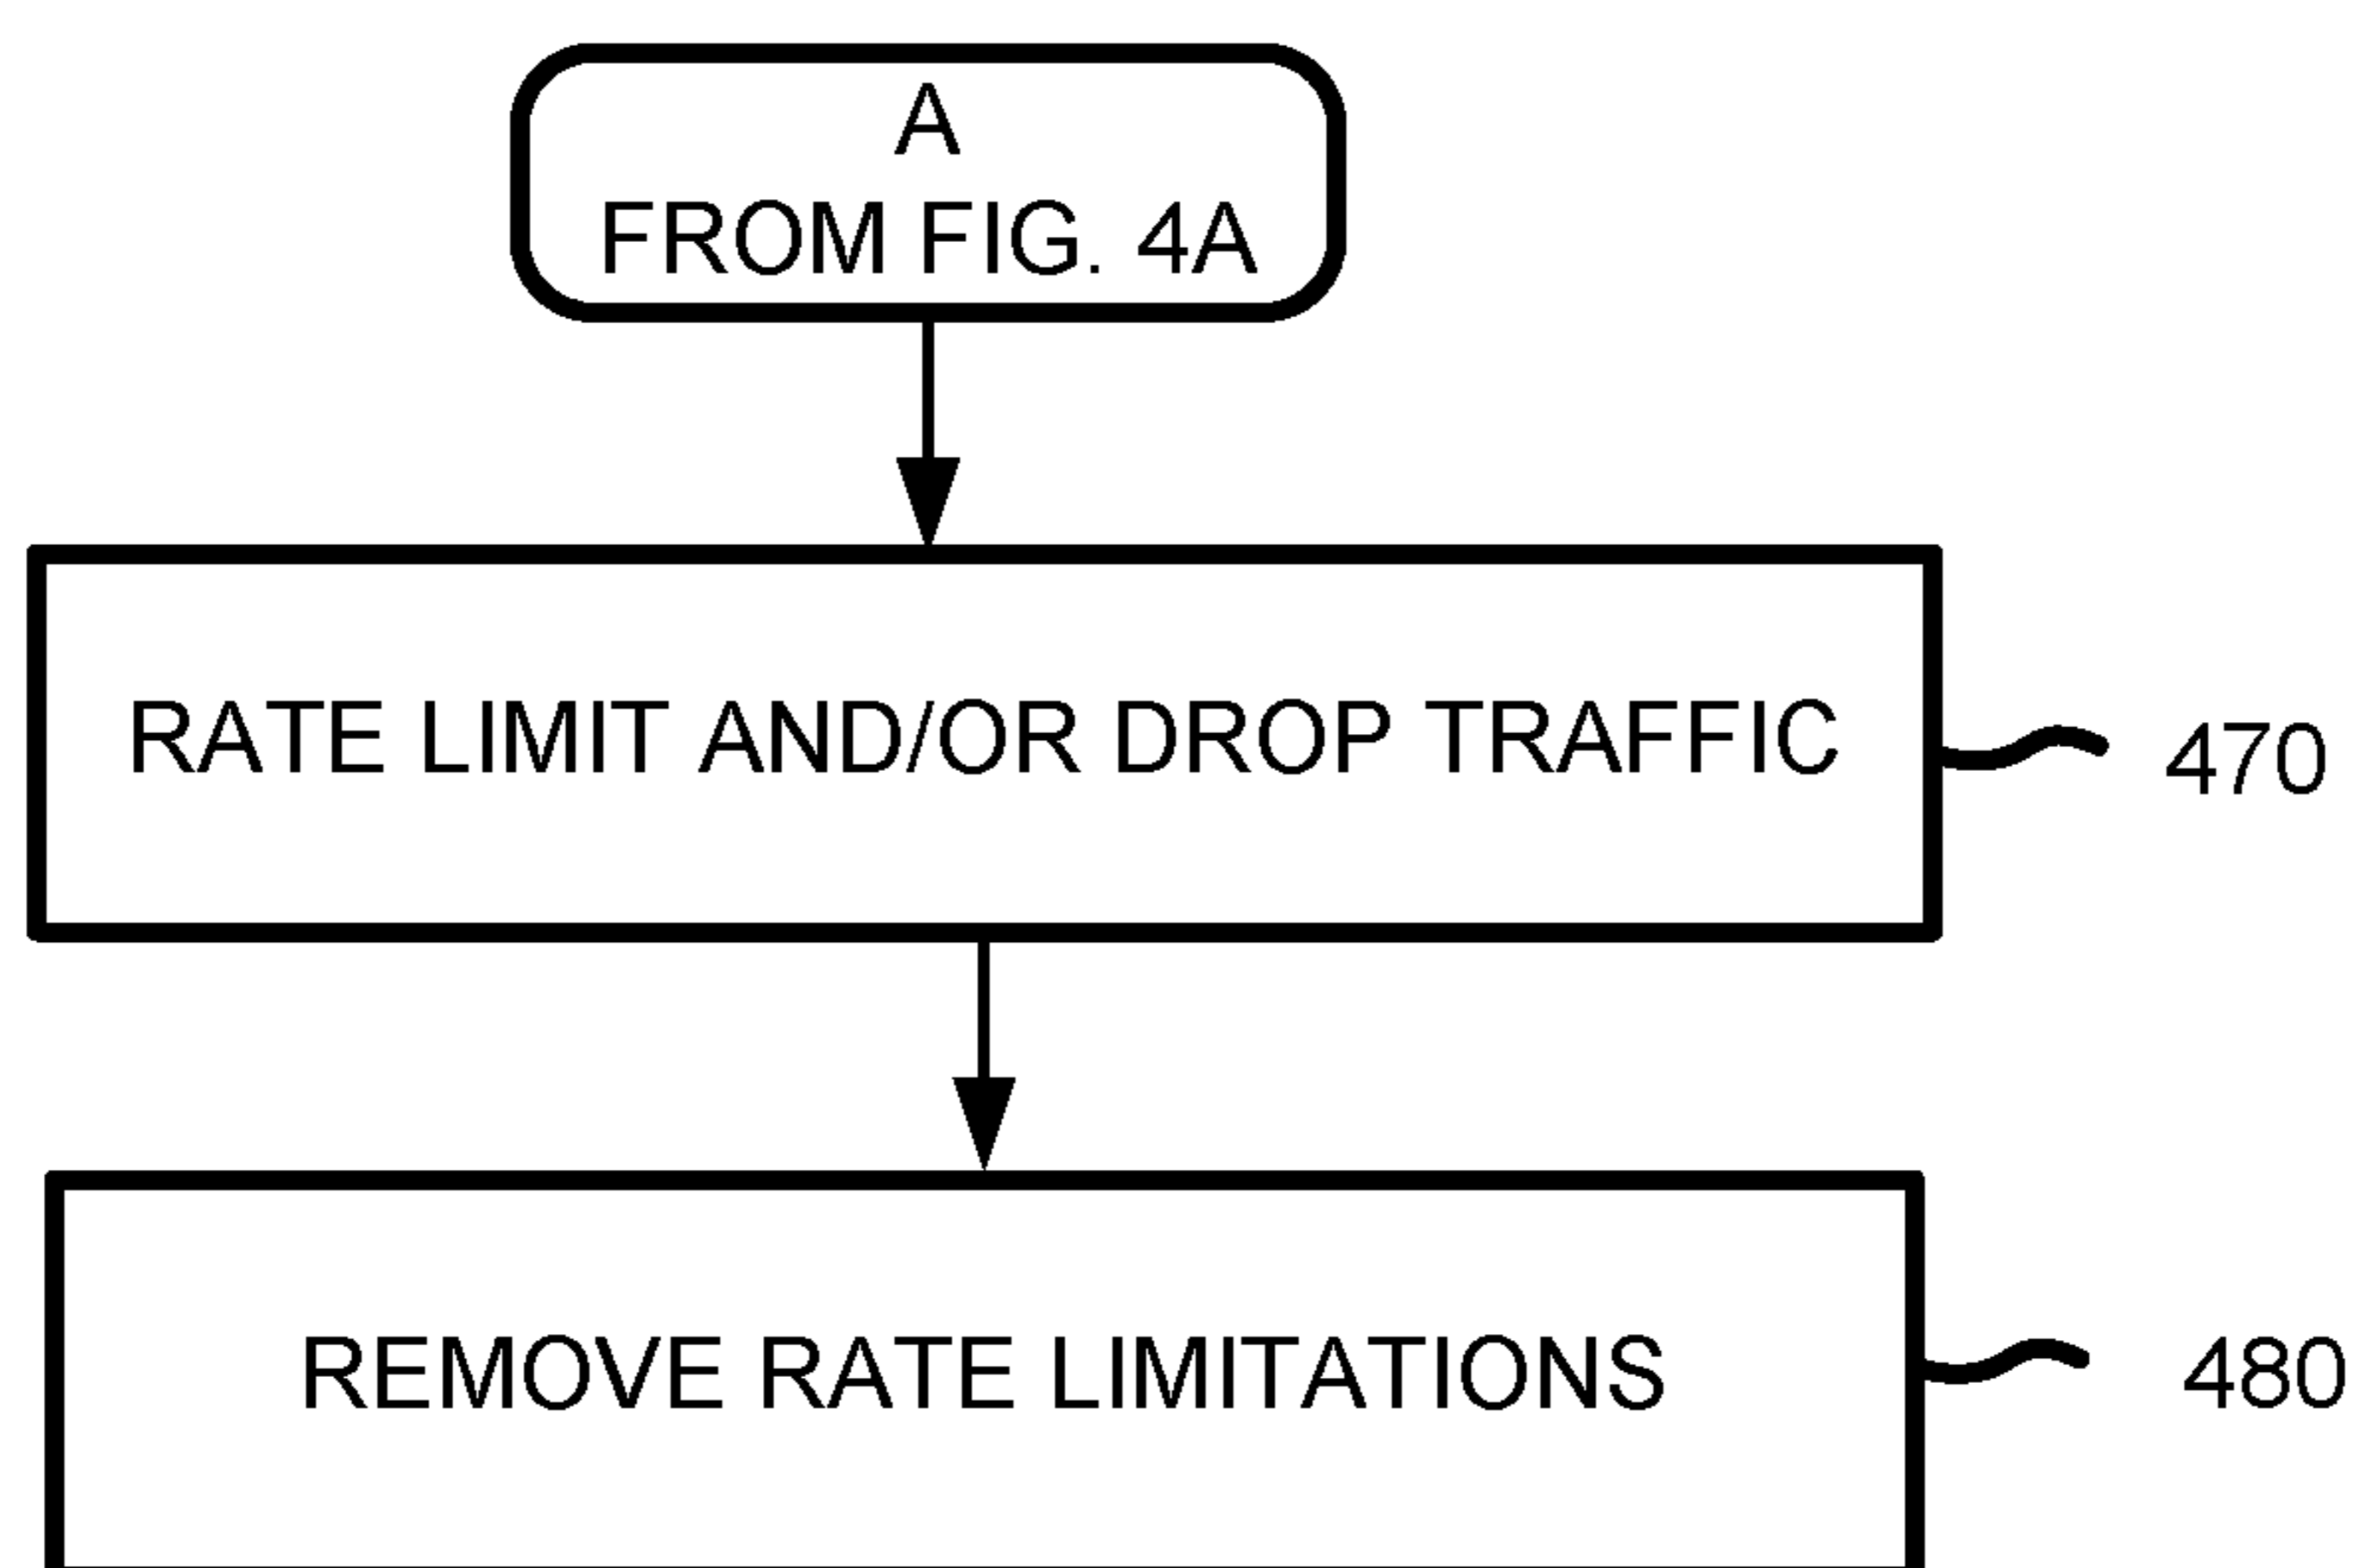 A
FROM FIG. 4A
RATE LIMIT AND/OR DROP TRAFFIC
470
REMOVE RATE LIMITATIONS
480